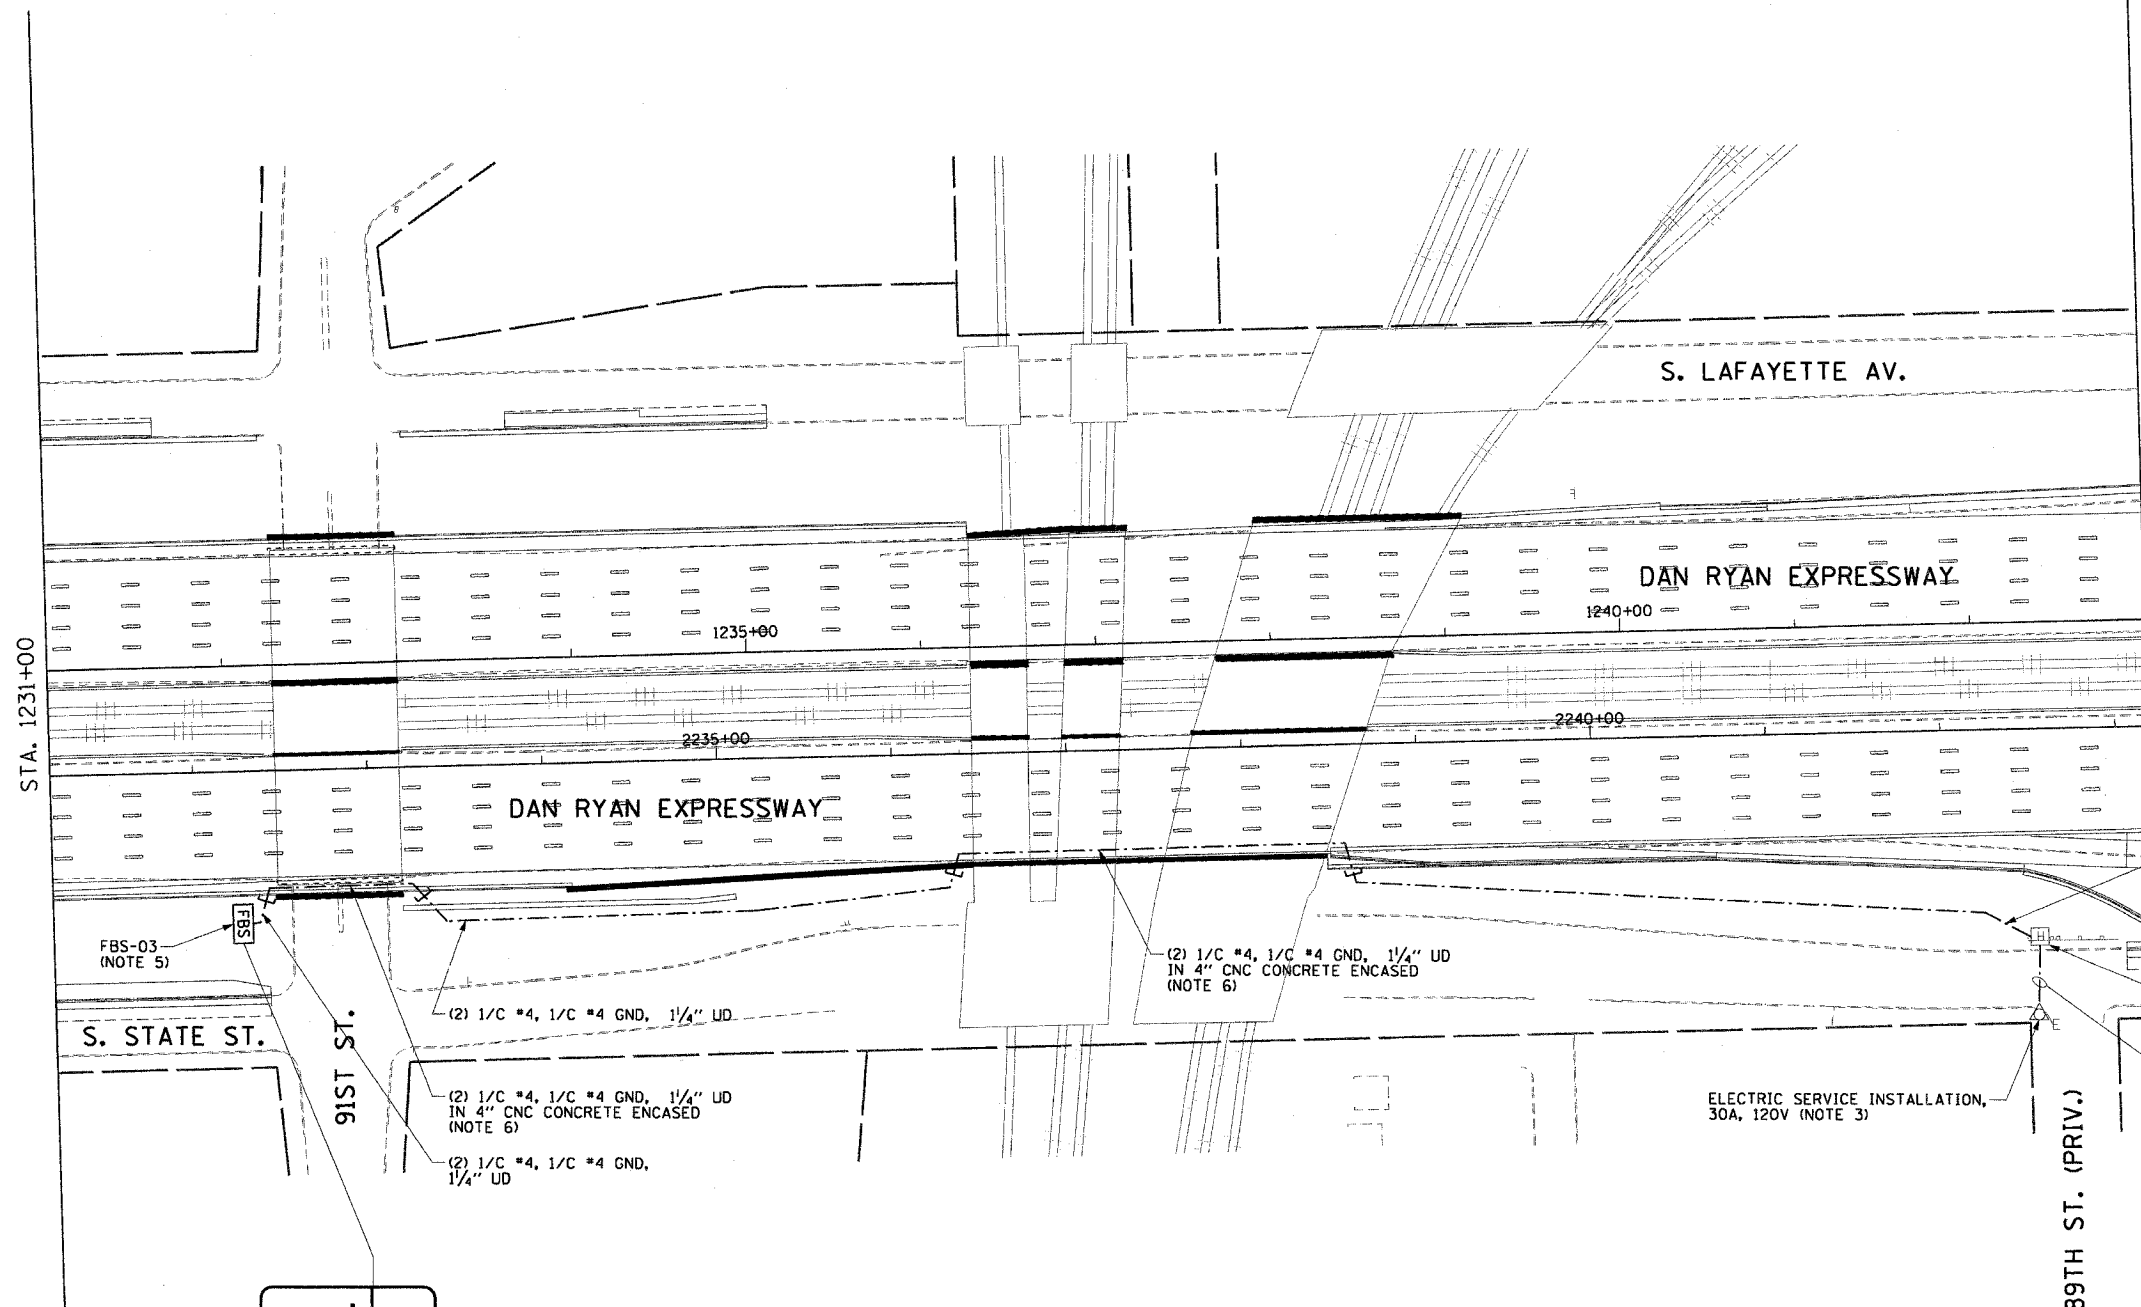 S. LAFAYETTE AV.
DAN RYAN EXPRESSWAY
1240+00
1235+00
STA. 1231+00
2240+00
2235+00
DAN RYAN EXPRESSWAY
FBS
FBS-03
(NOTE 5)
(2) 1/C #4, 1/C #4 GND, 1¼" UD
IN 4" CNC CONCRETE ENCASED
(NOTE 6)
H
(2) 1/C #4, 1/C #4 GND, 1¼" UD
S. STATE ST.
91ST ST.
E
(2) 1/C #4, 1/C #4 GND, 1¼" UD
IN 4" CNC CONCRETE ENCASED
(NOTE 6)
ELECTRIC SERVICE INSTALLATION,
30A, 120V (NOTE 3)
(2) 1/C #4, 1/C #4 GND,
1¼" UD
89TH ST. (PRIV.)